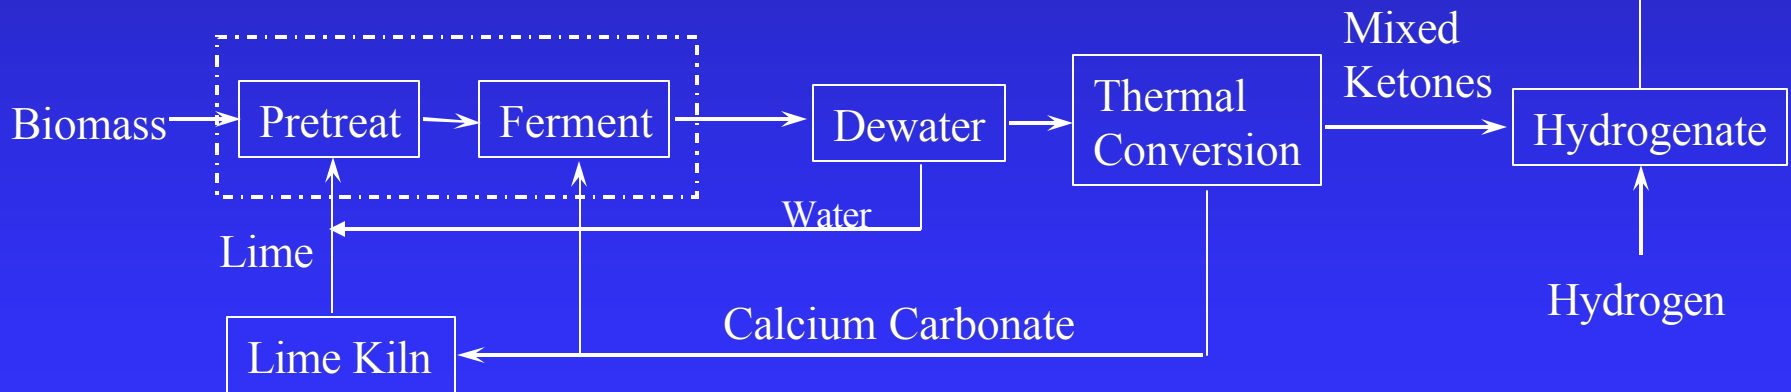 Mixed
Ketones
Biomass
Pretreat
Ferment
Dewater
Thermal
Conversion
Hydrogenate
Water
Lime
Hydrogen
Calcium Carbonate
Lime Kiln